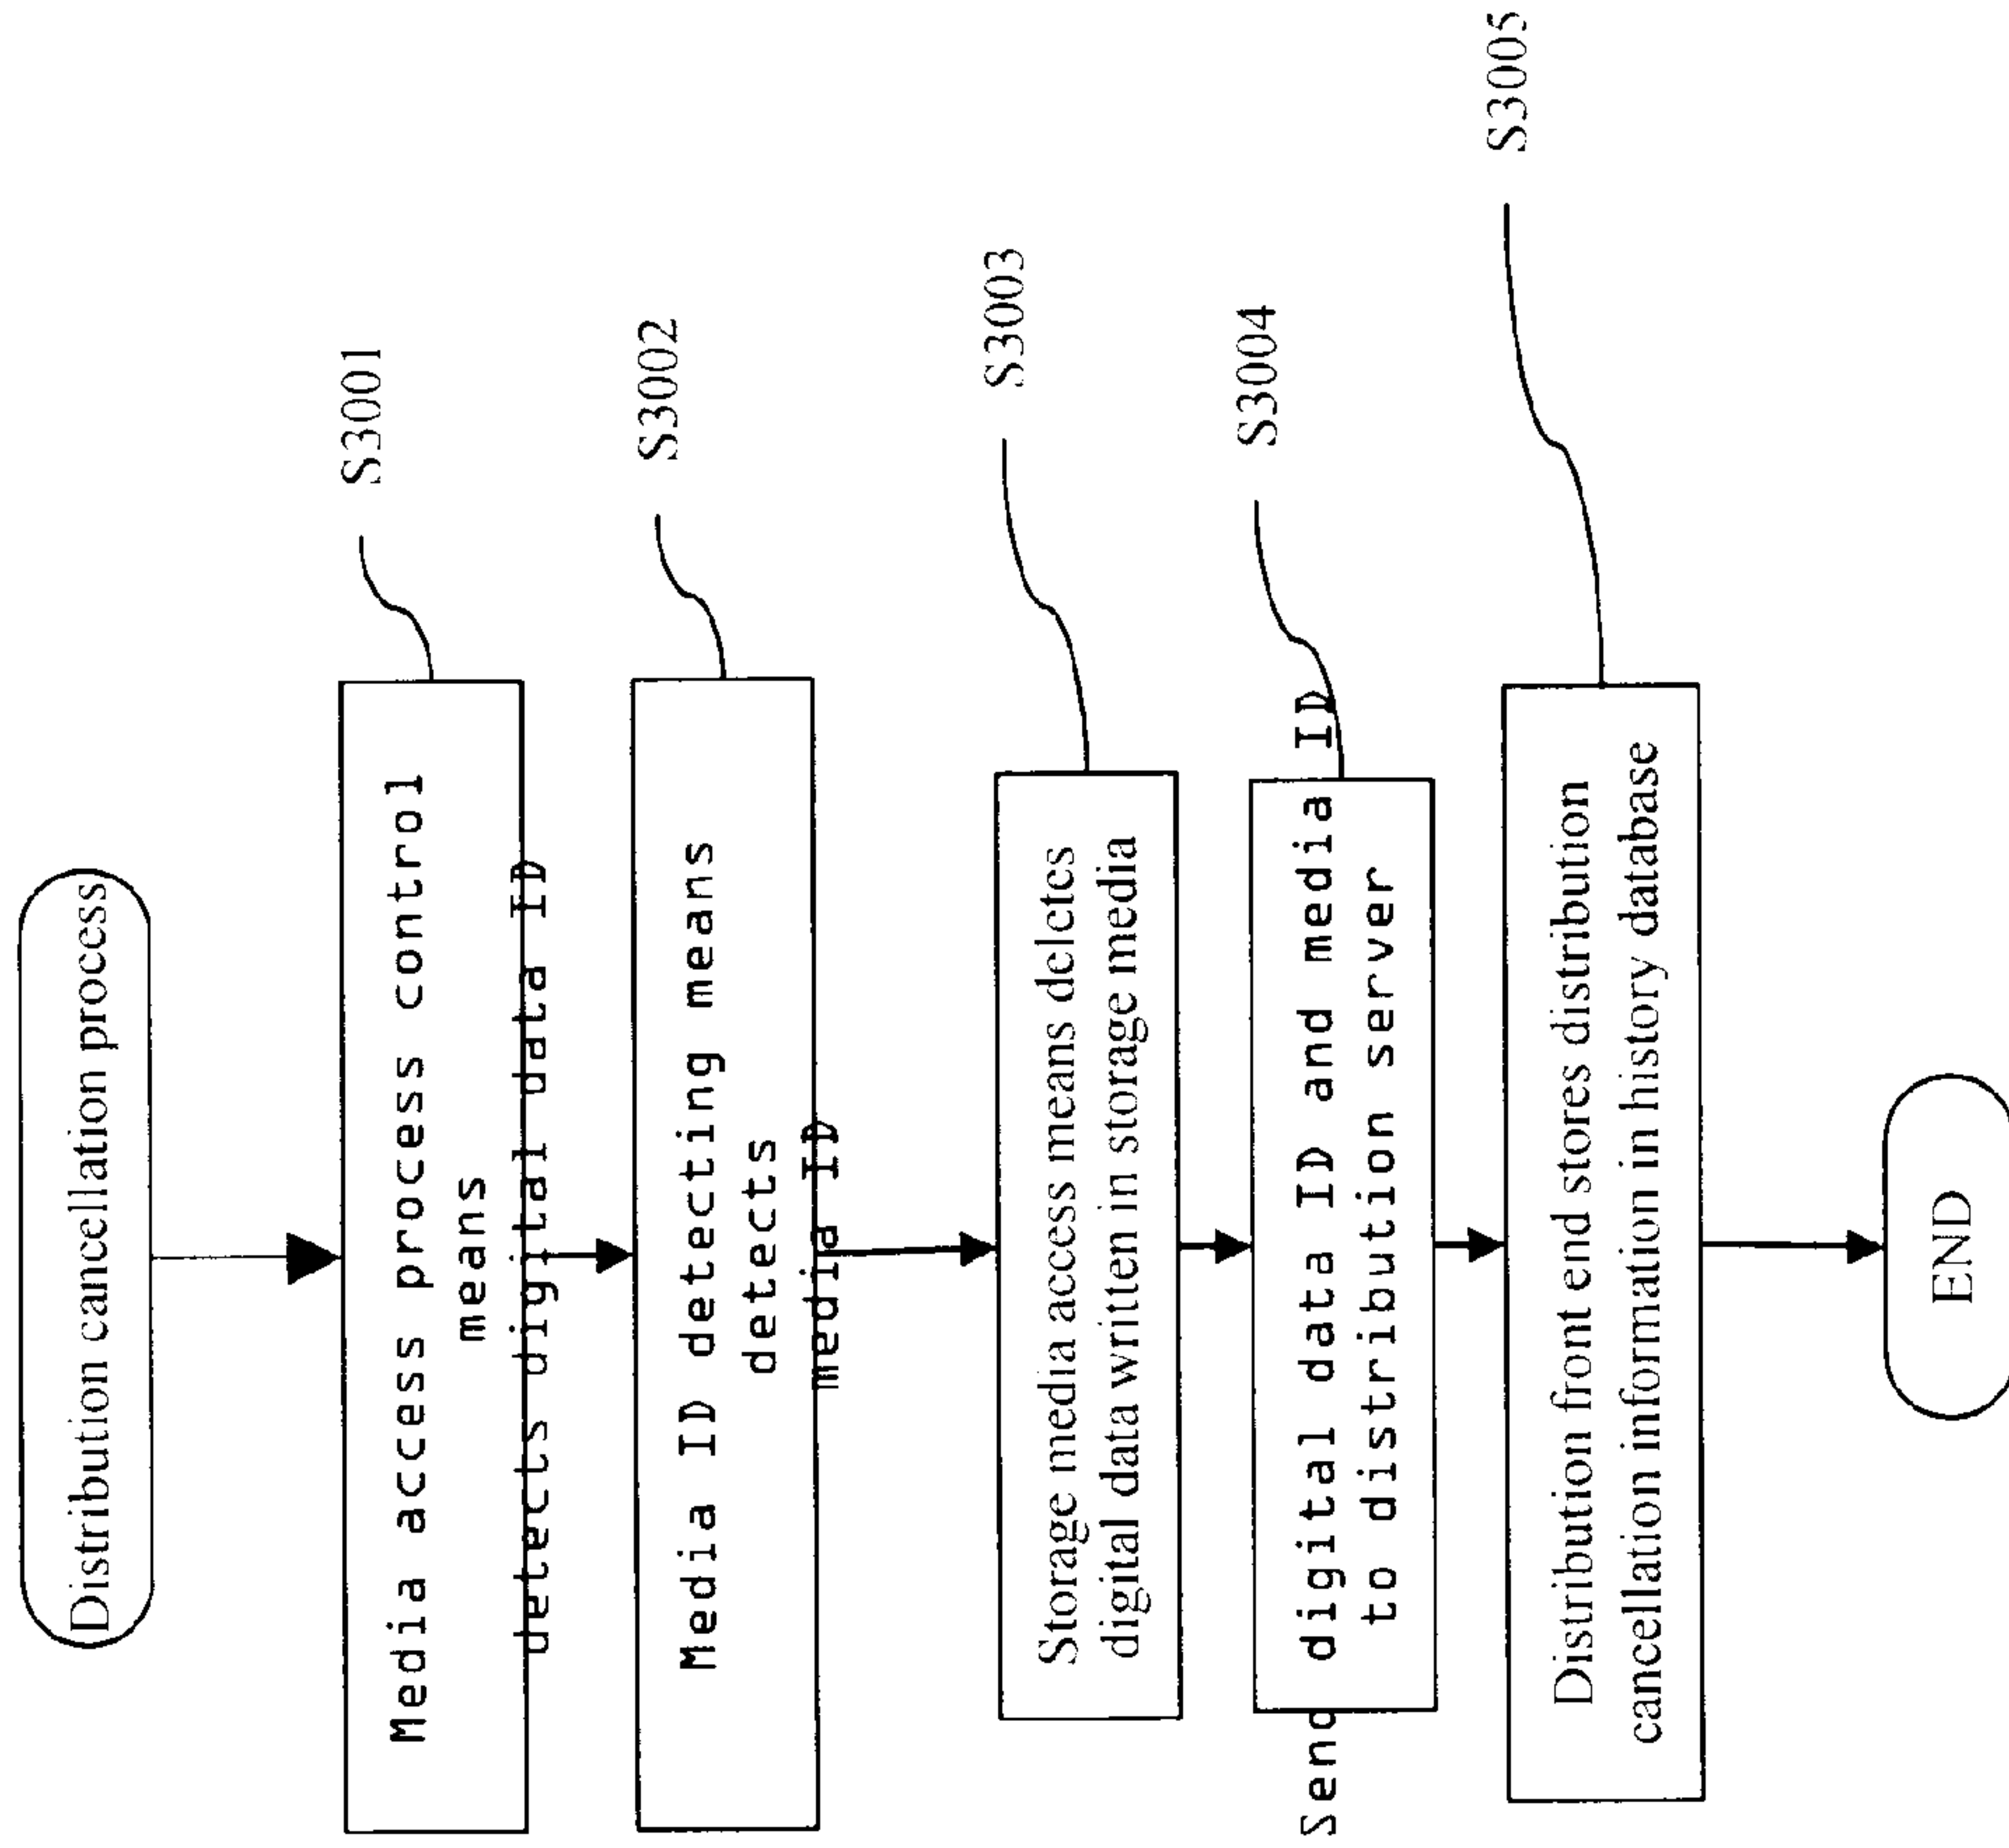 Distribution cancellation process
Media access process control
means
detects digital data ID
S3001
Media ID detecting means
detects
media ID
S3002
Storage media access means deletes
digital data written in storage media
S3003
Send digital data ID and media ID
to distribution server
S3004
Distribution front end stores distribution
cancellation information in history database
S3005
END